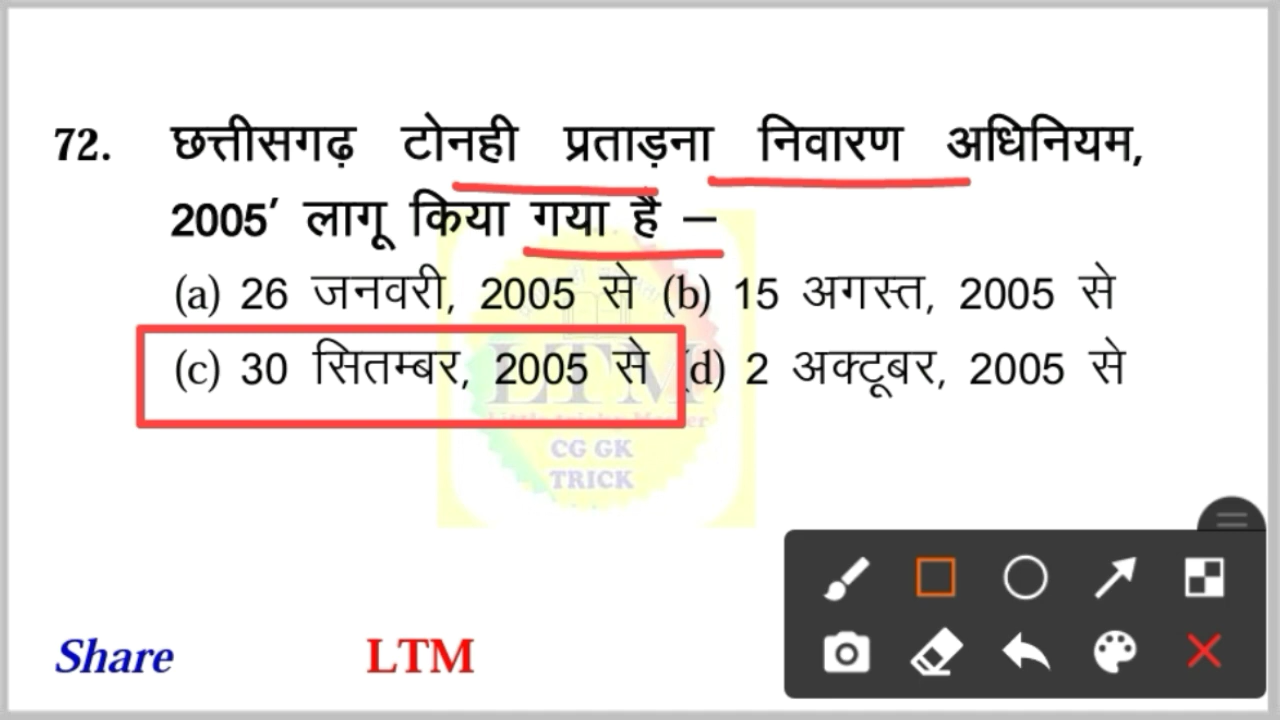 72. छत्तीसगढ़ टोनही प्रताड़ना निवारण अधिनियम,
2005’ लागू किया गया है –
(a) 26 जनवरी, 2005 से (b) 15 अगस्त, 2005 से
(c) 30 सितम्बर, 2005 से (d) 2 अक्टूबर, 2005 से
LTM
CG GK
TRICK
Share LTM